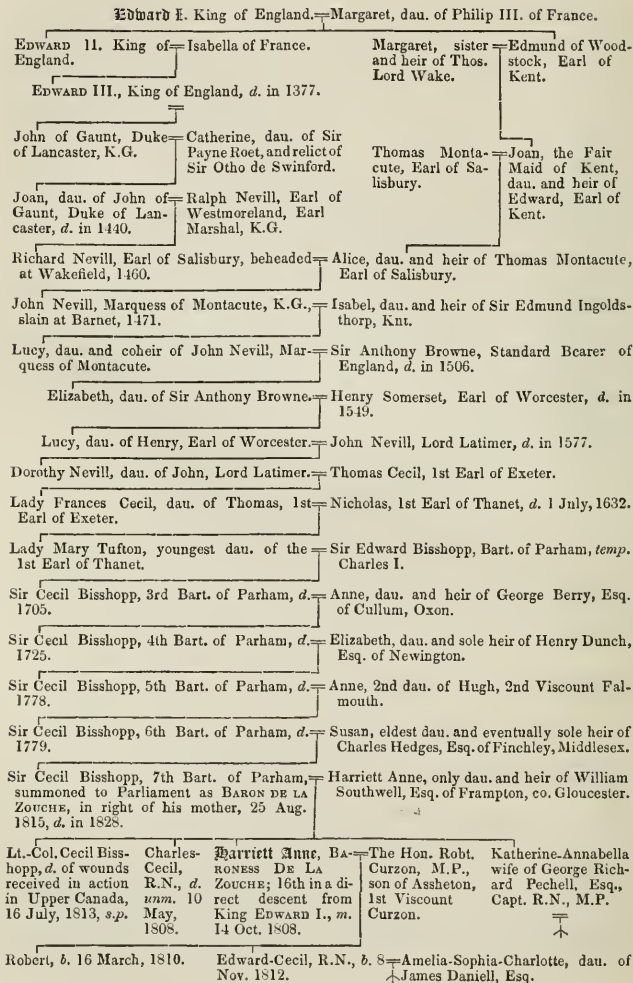 Edward I. King of England.=Margaret, dau. of Philip III. of France.
EDWARD II. King of England.
=Isabella of France.
Margaret, sister and heir of Thos. Lord Wake.
=Edmund of Woodstock, Earl of Kent.
EDWARD III., King of England, d. in 1377.
=
John of Gaunt, Duke
of Lancaster, K.G.
=Catherine, dau. of Sir
Payne Roet, and relict of
Sir Otho de Swinford.
Thomas Monta-
cute, Earl of Sa-
lisbury.
=Joan, the Fair
Maid of Kent,
dau. and heir of
Edward, Earl of
Kent.
Joan, dau. of John of
Gaunt, Duke of Lan-
caster, d. in 1440.
=Ralph Nevill, Earl of
Westmoreland, Earl
Marshal, K.G.
Richard Nevill, Earl of Salisbury, beheaded
at Wakefield, 1460.
=Alice, dau. and heir of Thomas Montacute,
Earl of Salisbury.
John Nevill, Marquess of Montacute, K.G.,
slain at Barnet, 1471.
=Isabel, dau. and heir of Sir Edmund Ingolds-
thorp, Knt.
Lucy, dau. and coheir of John Nevill, Mar-
quess of Montacute.
=Sir Anthony Browne, Standard Bearer of
England, d. in 1506.
Elizabeth, dau. of Sir Anthony Browne.
=Henry Somerset, Earl of Worcester, d. in
1549.
Lucy, dau. of Henry, Earl of Worcester.=John Nevill, Lord Latimer, d. in 1577.
Dorothy Nevill, dau. of John, Lord Latimer.=Thomas Cecil, 1st Earl of Exeter.
Lady Frances Cecil, dau. of Thomas, 1st
Earl of Exeter.
=Nicholas, 1st Earl of Thanet, d. 1 July, 1632.
Lady Mary Tufton, youngest dau. of the
1st Earl of Thanet.
=Sir Edward Bisshopp, Bart. of Parham, temp.
Charles I.
Sir Cecil Bisshopp, 3rd Bart. of Parham, d.
1705.
=Anne, dau. and heir of George Berry, Esq.
of Cullum, Oxon.
Sir Cecil Bisshopp, 4th Bart. of Parham, d.
1725.
=Elizabeth, dau. and sole heir of Henry Dunch,
Esq. of Newington.
Sir Cecil Bisshopp, 5th Bart. of Parham, d.
1778.
=Anne, 2nd dau. of Hugh, 2nd Viscount Fal-
mouth.
Sir Cecil Bisshopp, 6th Bart. of Parham, d.
1779.
=Susan, eldest dau. and eventually sole heir of
Charles Hedges, Esq. of Finchley, Middlesex.
Sir Cecil Bisshopp, 7th Bart. of Parham,
summoned to Parliament as BARON DE LA
ZOUCHE, in right of his mother, 25 Aug.
1815, d. in 1828.
=Harriett Anne, only dau. and heir of William
Southwell, Esq. of Frampton, co. Gloucester.
Lt.-Col. Cecil Biss-
hopp, d. of wounds
received in action
in Upper Canada,
16 July, 1813, s.p.
Charles-
Cecil,
R.N., d.
unm. 10
May,
1808.
Harriett Anne, BA-
RONESS DE LA
ZOUCHE; 16th in a di-
rect descent from
King EDWARD I., m.
14 Oct. 1808.
=The Hon. Robt.
Curzon, M.P.,
son of Assheton,
1st Viscount
Curzon.
Katherine-Annabella
wife of George Rich-
ard Pechell, Esq.,
Capt. R.N., M.P.
=
Robert, b. 16 March, 1810.
Edward-Cecil, R.N., b. 8
Nov. 1812.
=Amelia-Sophia-Charlotte, dau. of
James Daniell, Esq.